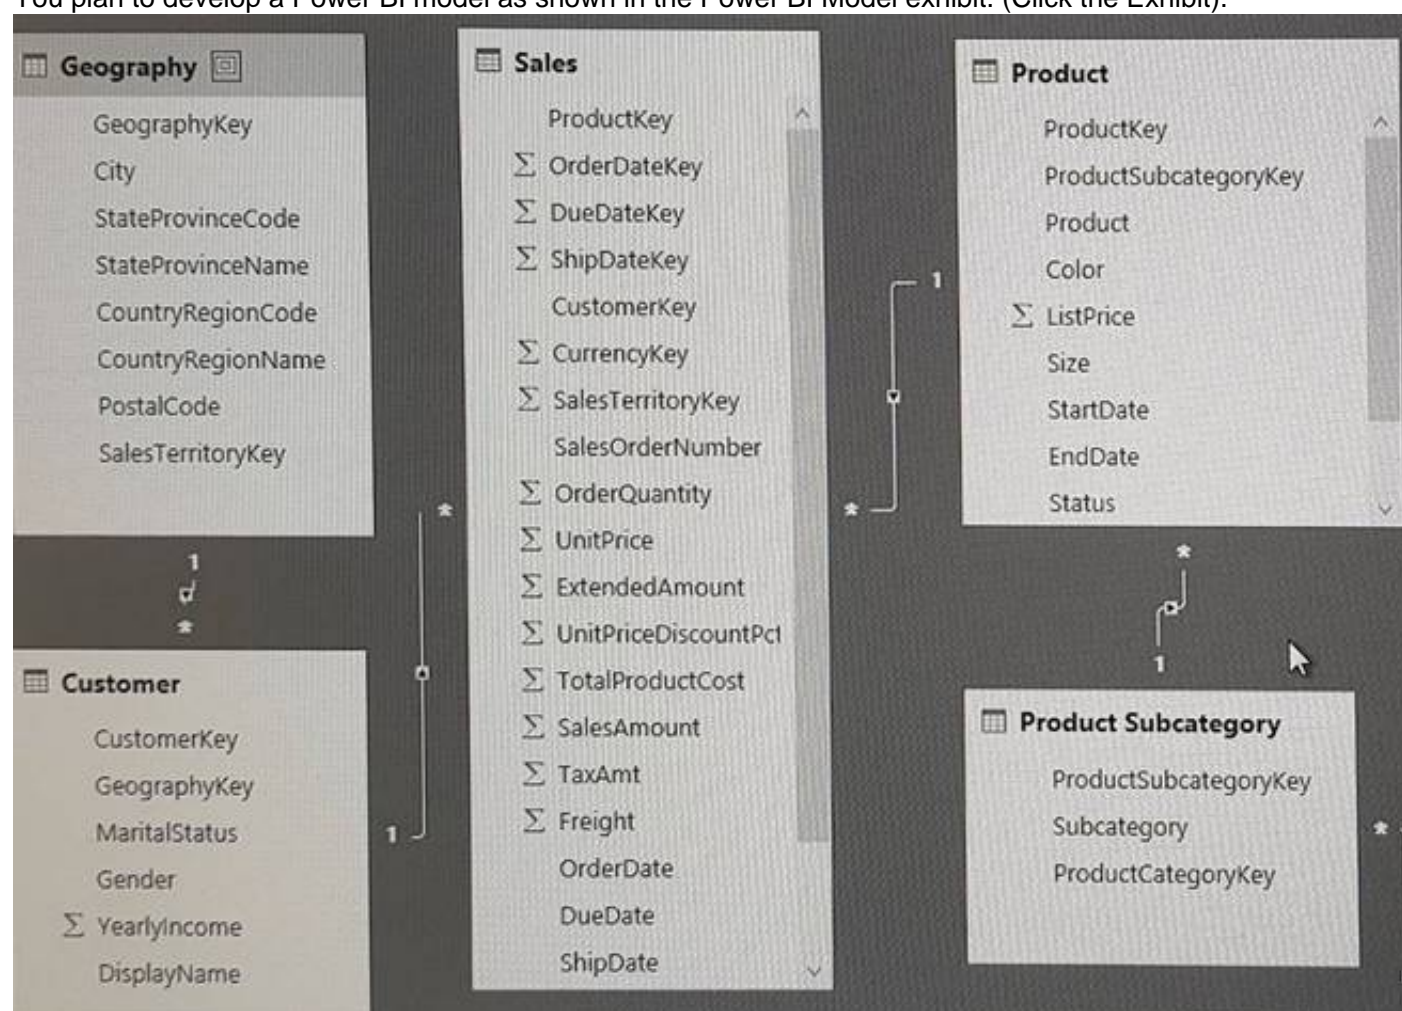 You plan to develop a Power BI model as shown in the Power BI Model exhibit. (Click the Exhibit).
Geography
GeographyKey
City
StateProvinceCode
StateProvinceName
CountryRegionCode
CountryRegionName
PostalCode
SalesTerritoryKey
1
*
Customer
CustomerKey
GeographyKey
MaritalStatus
Gender
Σ YearlyIncome
DisplayName
*
1
Sales
ProductKey
Σ OrderDateKey
Σ DueDateKey
Σ ShipDateKey
CustomerKey
Σ CurrencyKey
Σ SalesTerritoryKey
SalesOrderNumber
Σ OrderQuantity
Σ UnitPrice
Σ ExtendedAmount
Σ UnitPriceDiscountPct
Σ TotalProductCost
Σ SalesAmount
Σ TaxAmt
Σ Freight
OrderDate
DueDate
ShipDate
1
*
Product
ProductKey
ProductSubcategoryKey
Product
Color
Σ ListPrice
Size
StartDate
EndDate
Status
*
1
Product Subcategory
ProductSubcategoryKey
Subcategory
ProductCategoryKey
*